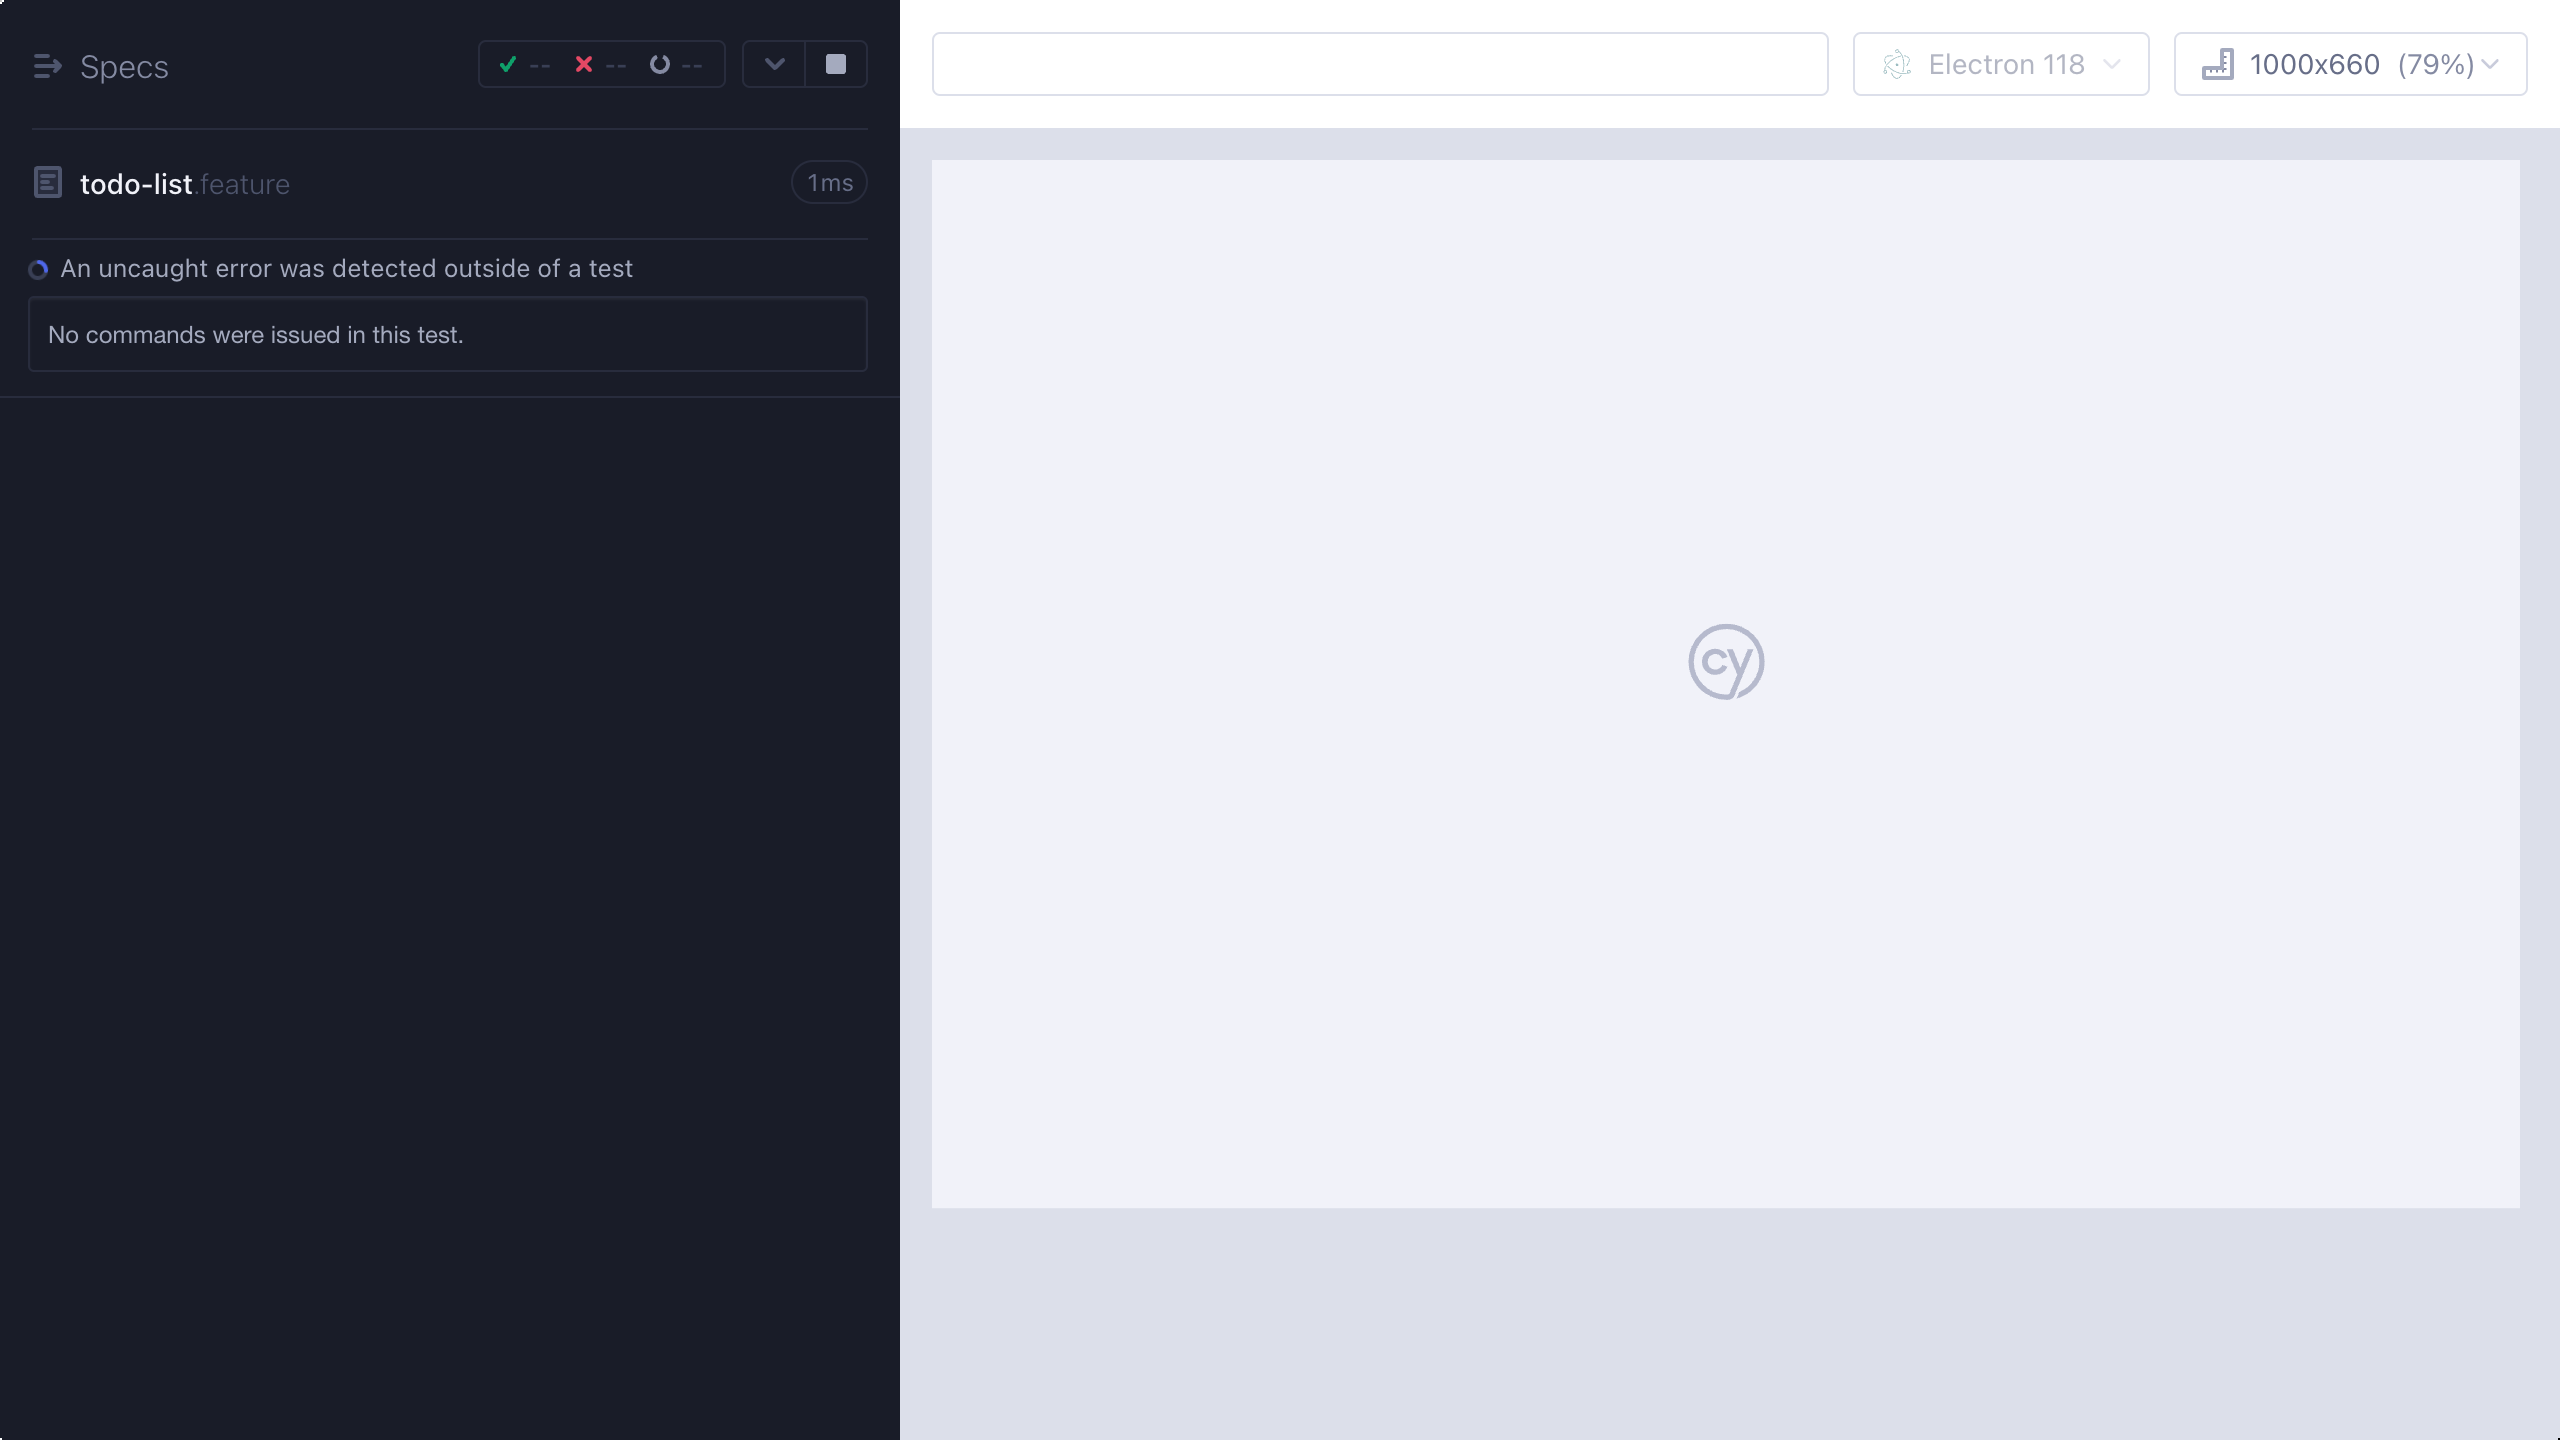 Specs
--
--
--
todo-list.feature
1ms
An uncaught error was detected outside of a test
No commands were issued in this test.
Electron 118
1000x660 (79%)
cy